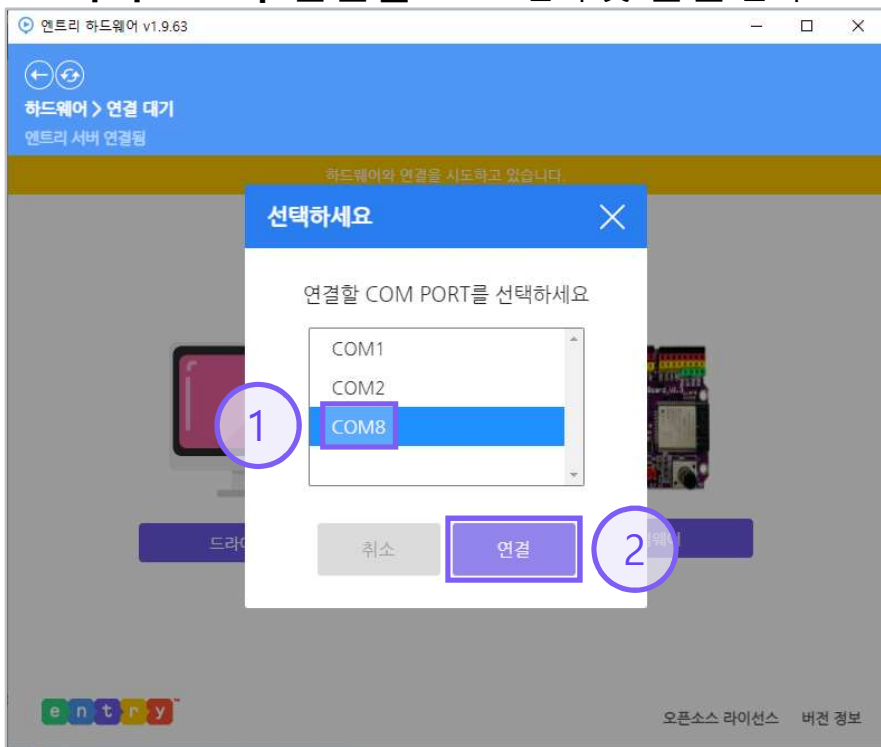 엔트리 하드웨어 v1.9.63
하드웨어 > 연결 대기
엔트리 서버 연결됨
하드웨어와 연결을 시도하고 있습니다.
선택하세요
연결할 COM PORT를 선택하세요
COM1
COM2
1
COM8
드라
취소
연결
2
웨어
entry
오픈소스 라이선스 버전 정보